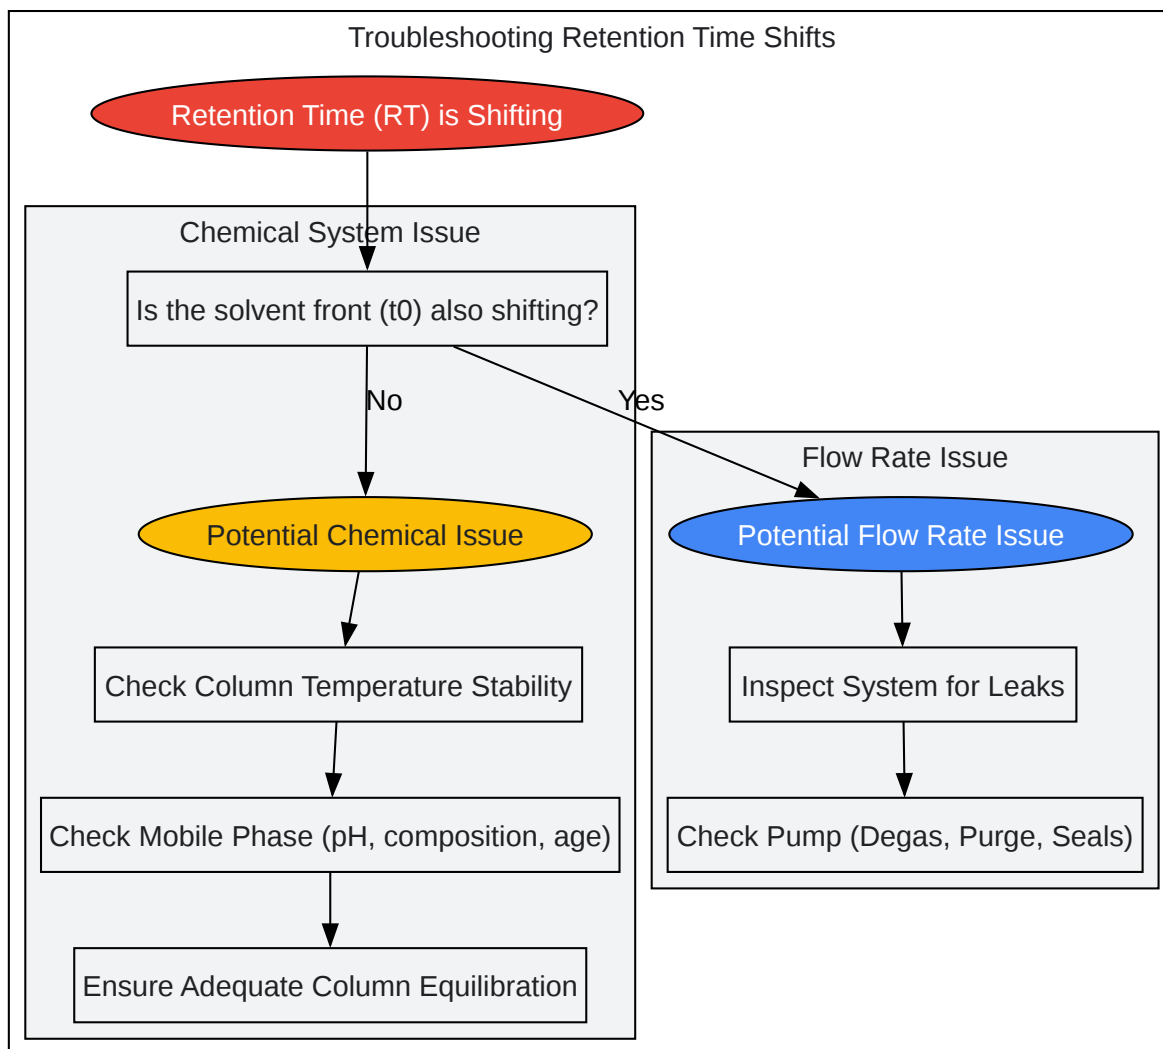 Troubleshooting Retention Time Shifts
Retention Time (RT) is Shifting
Chemical System Issue
Is the solvent front (t0) also shifting?
No
Yes
Flow Rate Issue
Potential Chemical Issue
Potential Flow Rate Issue
Check Column Temperature Stability
Inspect System for Leaks
Check Mobile Phase (pH, composition, age)
Check Pump (Degas, Purge, Seals)
Ensure Adequate Column Equilibration